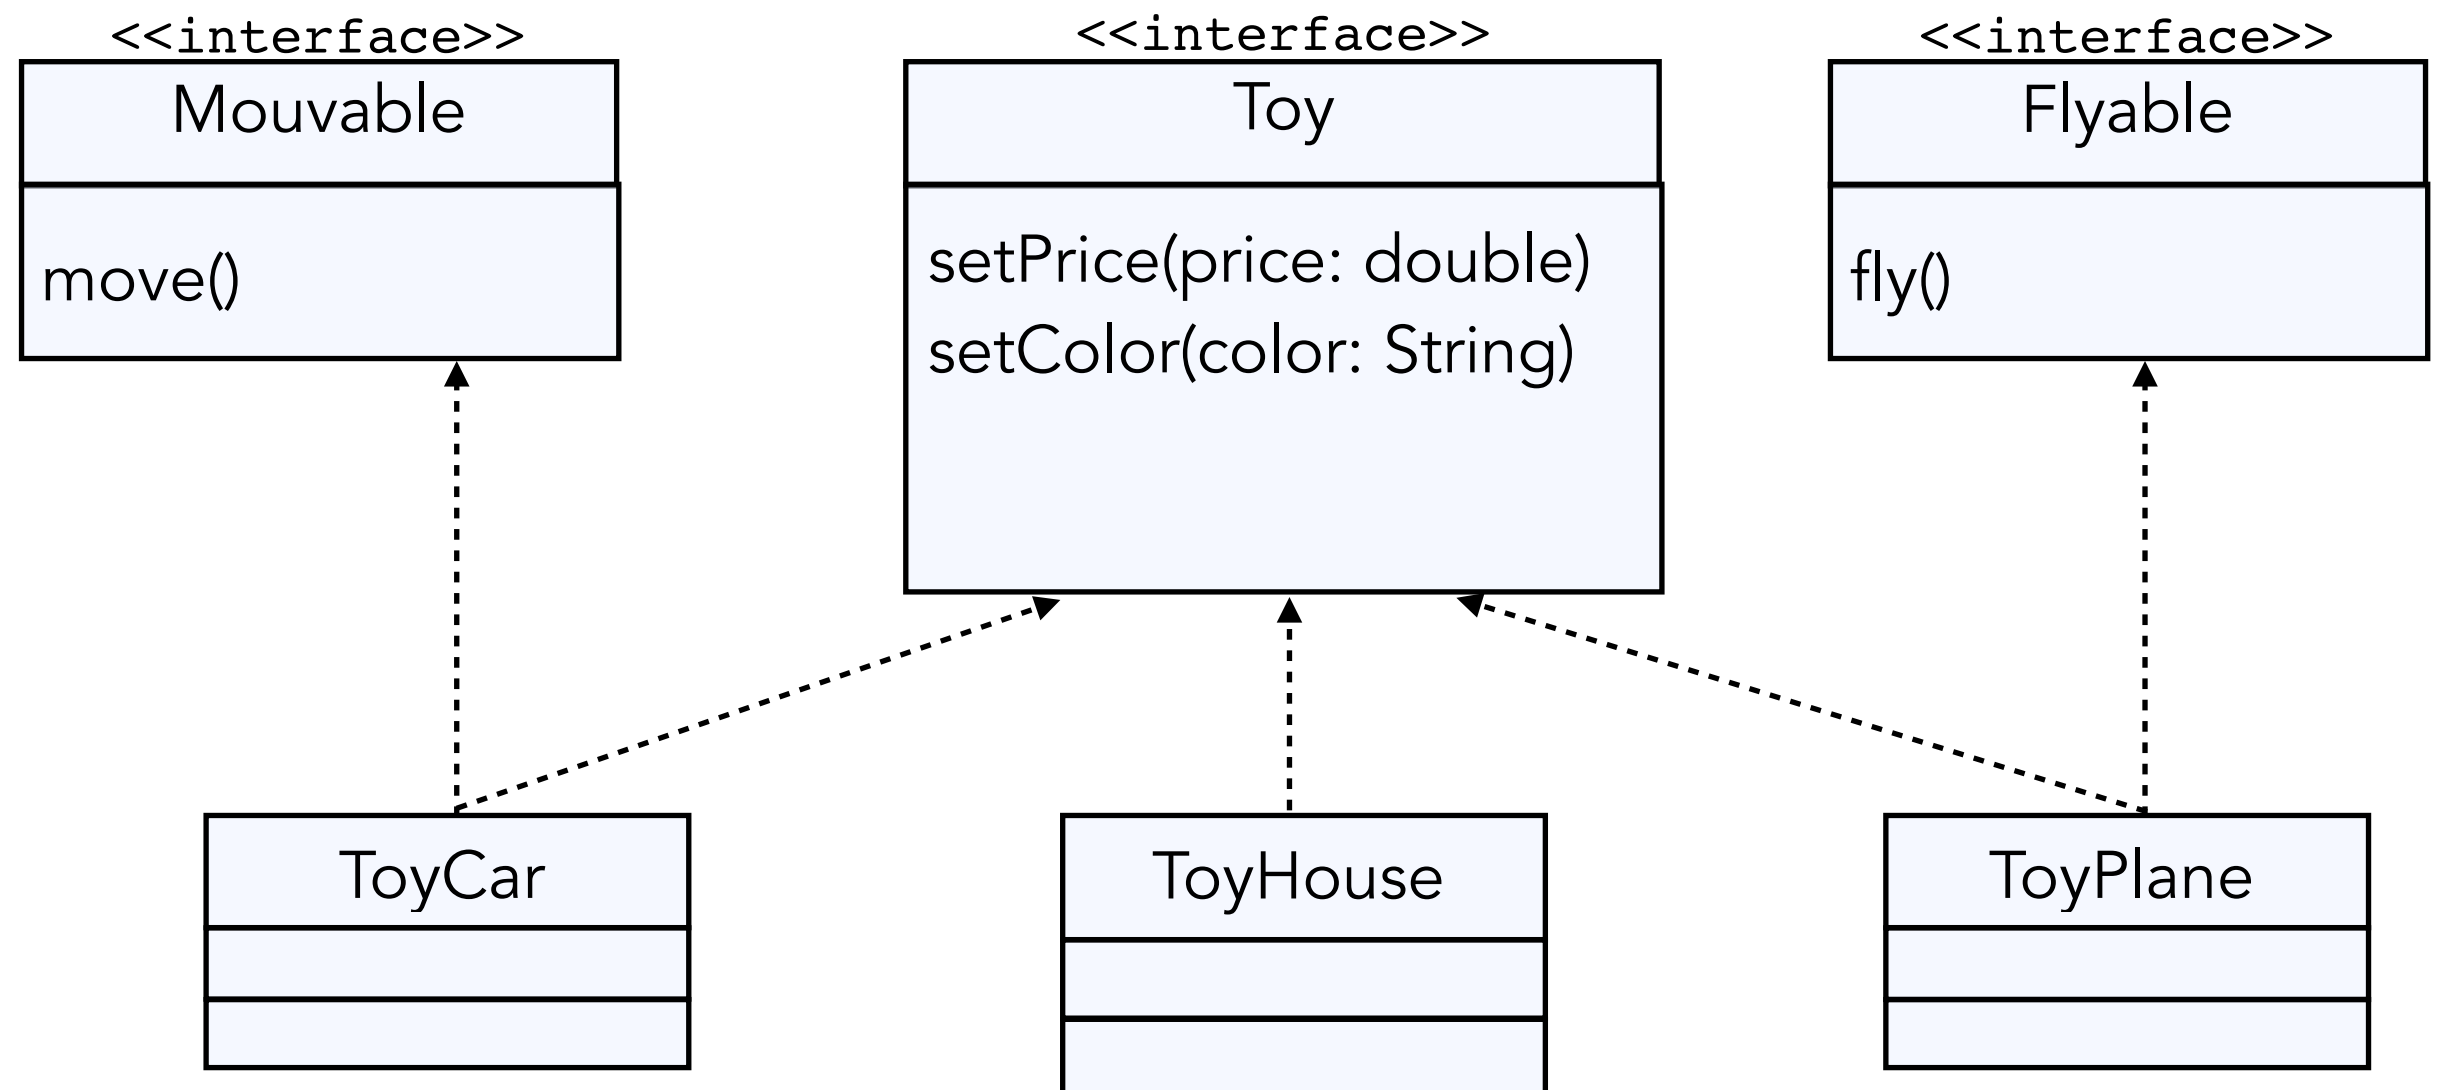 <<interface>>
Mouvable
move()
<<interface>>
Toy
setPrice(price: double)
setColor(color: String)
<<interface>>
Flyable
fly()
ToyCar
ToyHouse
ToyPlane